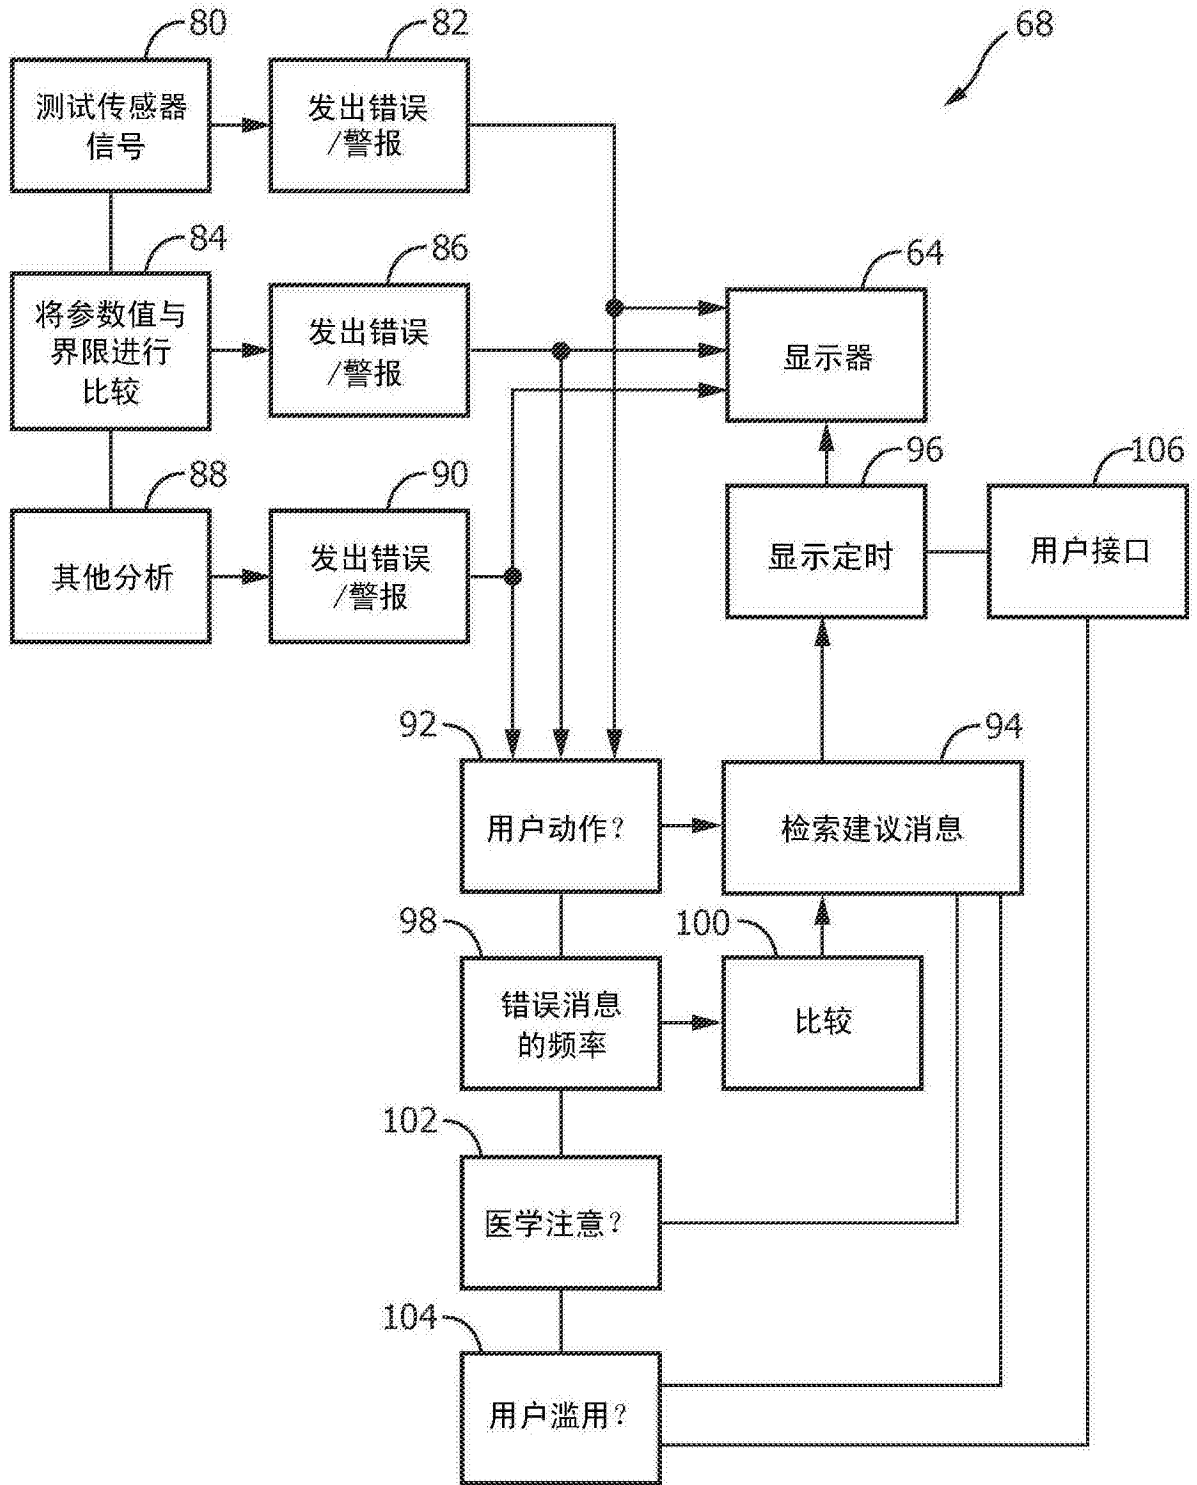 80
82
68
测试传感器
信号
发出错误
/警报
84
86
64
将参数值与
界限进行
比较
发出错误
/警报
显示器
88
90
96
106
其他分析
发出错误
/警报
显示定时
用户接口
92
94
用户动作?
检索建议消息
98
100
错误消息
的频率
比较
102
医学注意?
104
用户滥用?